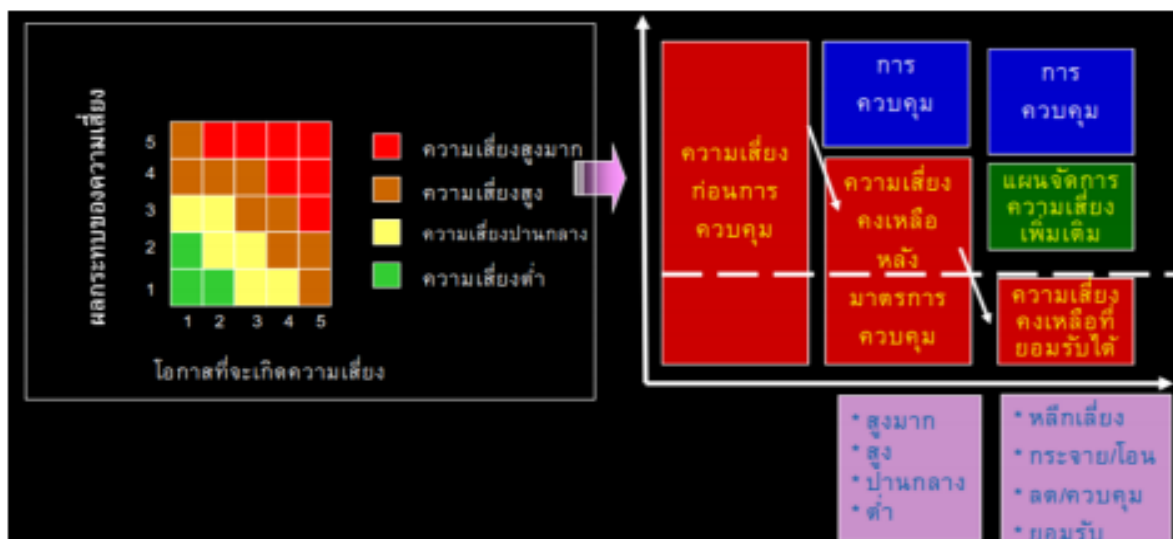 ผลกระทบของความเสี่ยง
5
4
3
2
1
1 2 3 4 5
โอกาสที่จะเกิดความเสี่ยง
ความเสี่ยงสูงมาก
ความเสี่ยงสูง
ความเสี่ยงปานกลาง
ความเสี่ยงต่ำ
ความเสี่ยง
ก่อนการ
ควบคุม
การ
ควบคุม
ความเสี่ยง
คงเหลือ
หลัง
มาตรการ
ควบคุม
การ
ควบคุม
แผนจัดการ
ความเสี่ยง
เพิ่มเติม
ความเสี่ยง
คงเหลือที่
ยอมรับได้
* สูงมาก
* สูง
* ปานกลาง
* ต่ำ
* หลีกเลี่ยง
* กระจาย/โอน
* ลด/ควบคุม
* ยอมรับ